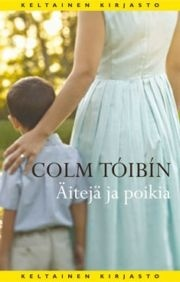 KELTAINEN KIRJASTO
COLM TÓIBÍN
Äitejä ja poikia
KELTAINEN KIRJASTO